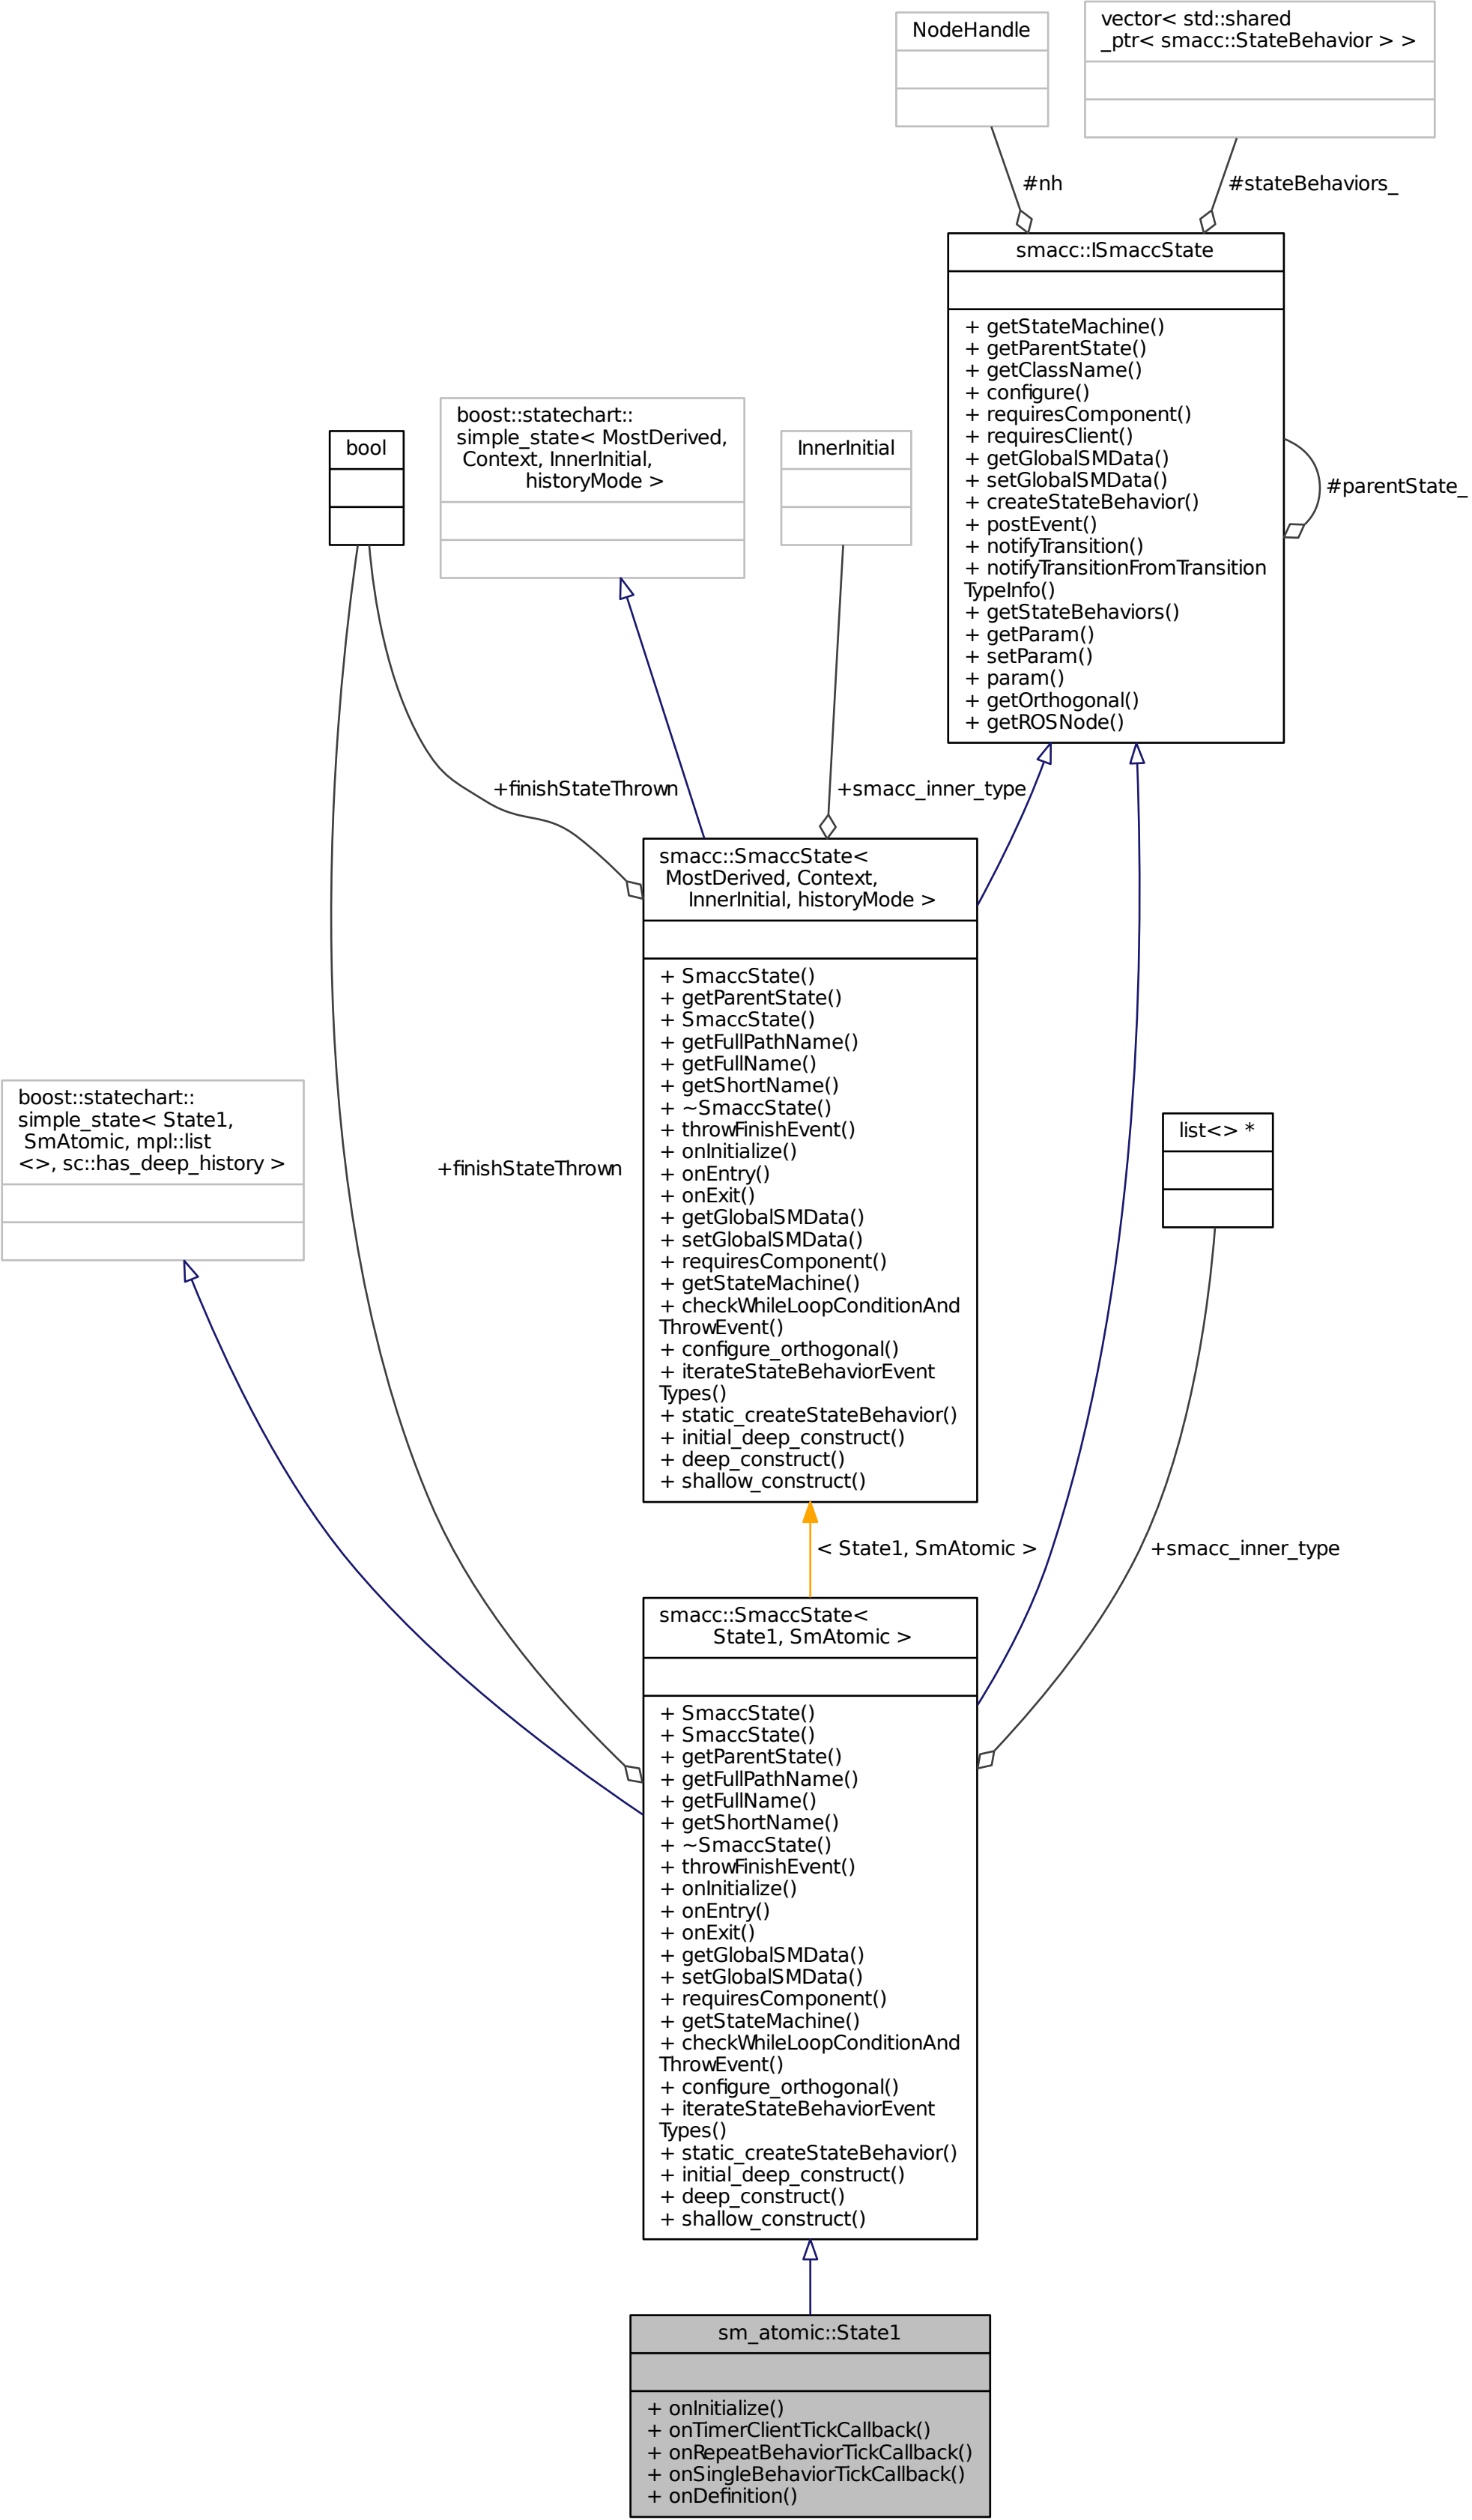 NodeHandle
vector< std::shared
_ptr< smacc::StateBehavior > >
#nh
#stateBehaviors_
smacc::ISmaccState
+ getStateMachine()
+ getParentState()
+ getClassName()
+ configure()
+ requiresComponent()
+ requiresClient()
+ getGlobalSMData()
+ setGlobalSMData()
+ createStateBehavior()
+ postEvent()
+ notifyTransition()
+ notifyTransitionFromTransition
TypeInfo()
+ getStateBehaviors()
+ getParam()
+ setParam()
+ param()
+ getOrthogonal()
+ getROSNode()
#parentState_
bool
boost::statechart::
simple_state< MostDerived,
Context, InnerInitial,
historyMode >
InnerInitial
+finishStateThrown
+smacc_inner_type
smacc::SmaccState<
MostDerived, Context,
InnerInitial, historyMode >
+ SmaccState()
+ getParentState()
+ SmaccState()
+ getFullPathName()
+ getFullName()
+ getShortName()
+ ~SmaccState()
+ throwFinishEvent()
+ onInitialize()
+ onEntry()
+ onExit()
+ getGlobalSMData()
+ setGlobalSMData()
+ requiresComponent()
+ getStateMachine()
+ checkWhileLoopConditionAnd
ThrowEvent()
+ configure_orthogonal()
+ iterateStateBehaviorEvent
Types()
+ static_createStateBehavior()
+ initial_deep_construct()
+ deep_construct()
+ shallow_construct()
boost::statechart::
simple_state< State1,
SmAtomic, mpl::list
<>, sc::has_deep_history >
+finishStateThrown
list<> *
< State1, SmAtomic >
+smacc_inner_type
smacc::SmaccState<
State1, SmAtomic >
+ SmaccState()
+ SmaccState()
+ getParentState()
+ getFullPathName()
+ getFullName()
+ getShortName()
+ ~SmaccState()
+ throwFinishEvent()
+ onInitialize()
+ onEntry()
+ onExit()
+ getGlobalSMData()
+ setGlobalSMData()
+ requiresComponent()
+ getStateMachine()
+ checkWhileLoopConditionAnd
ThrowEvent()
+ configure_orthogonal()
+ iterateStateBehaviorEvent
Types()
+ static_createStateBehavior()
+ initial_deep_construct()
+ deep_construct()
+ shallow_construct()
sm_atomic::State1
+ onInitialize()
+ onTimerClientTickCallback()
+ onRepeatBehaviorTickCallback()
+ onSingleBehaviorTickCallback()
+ onDefinition()